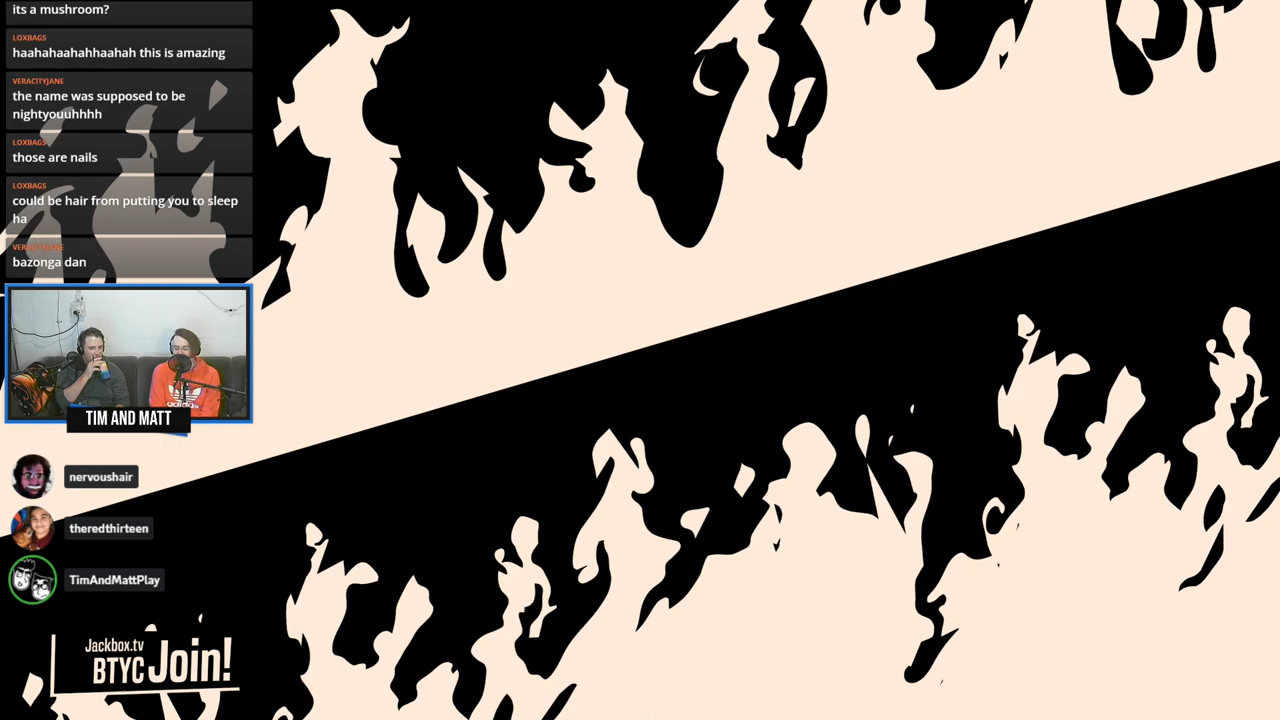 its a mushroom?
LOXBAGS
haahahaahahhaahah this is amazing
VERACITYJANE
the name was supposed to be
nightyouuhhhh
LOXBAGS
those are nails
LOXBAGS
could be hair from putting you to sleep
ha
VERACITYJANE
bazonga dan
adidas
TIM AND MATT
nervoushair
theredthirteen
TimAndMattPlay
Jackbox.tv
BTYC Join!